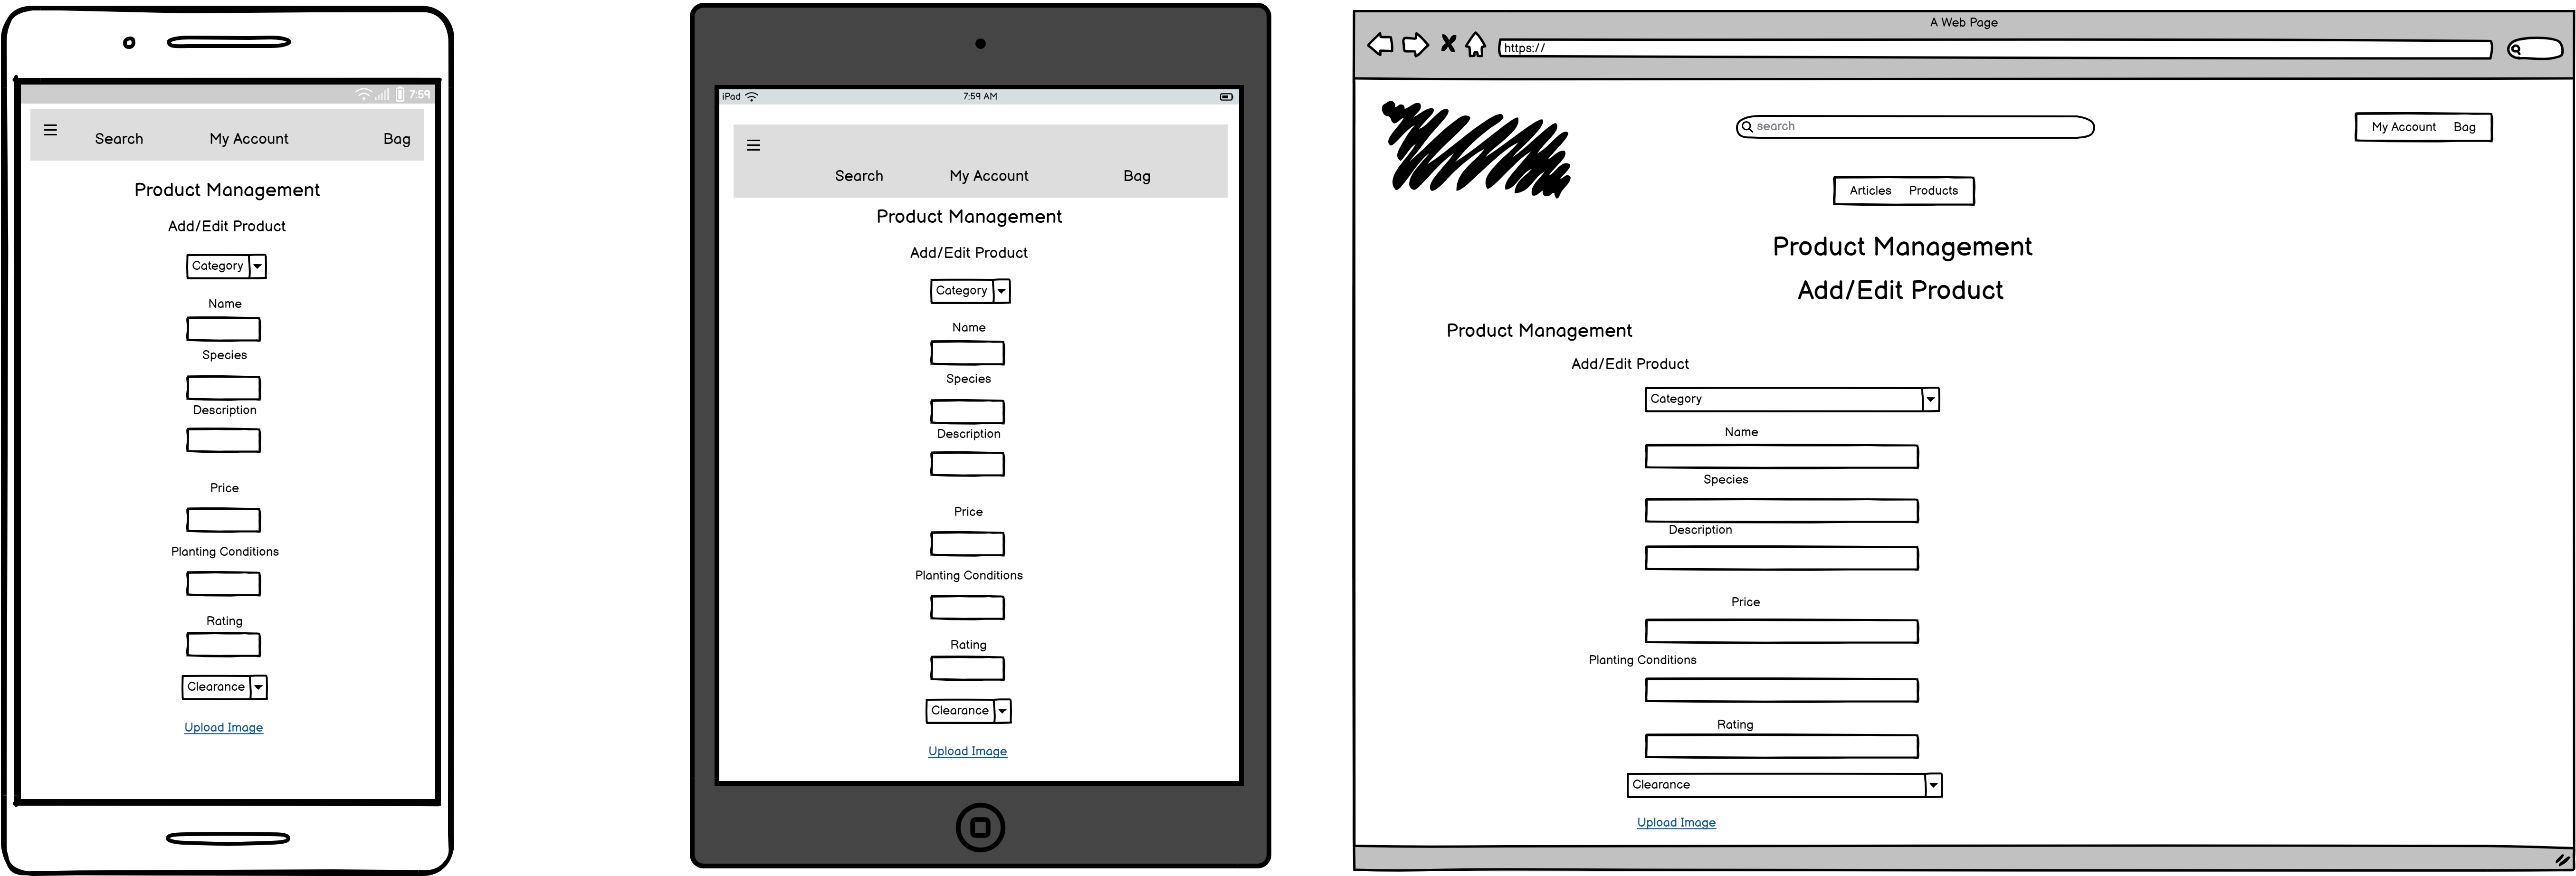 7:59
Search My Account Bag
Product Management
Add/Edit Product
Category
Name
Species
Description
Price
Planting Conditions
Rating
Clearance
Upload Image
iPad 7:59 AM
Search My Account Bag
Product Management
Add/Edit Product
Category
Name
Species
Description
Price
Planting Conditions
Rating
Clearance
Upload Image
A Web Page
https://
search
My Account Bag
Articles Products
Product Management
Add/Edit Product
Product Management
Add/Edit Product
Category
Name
Species
Description
Price
Planting Conditions
Rating
Clearance
Upload Image